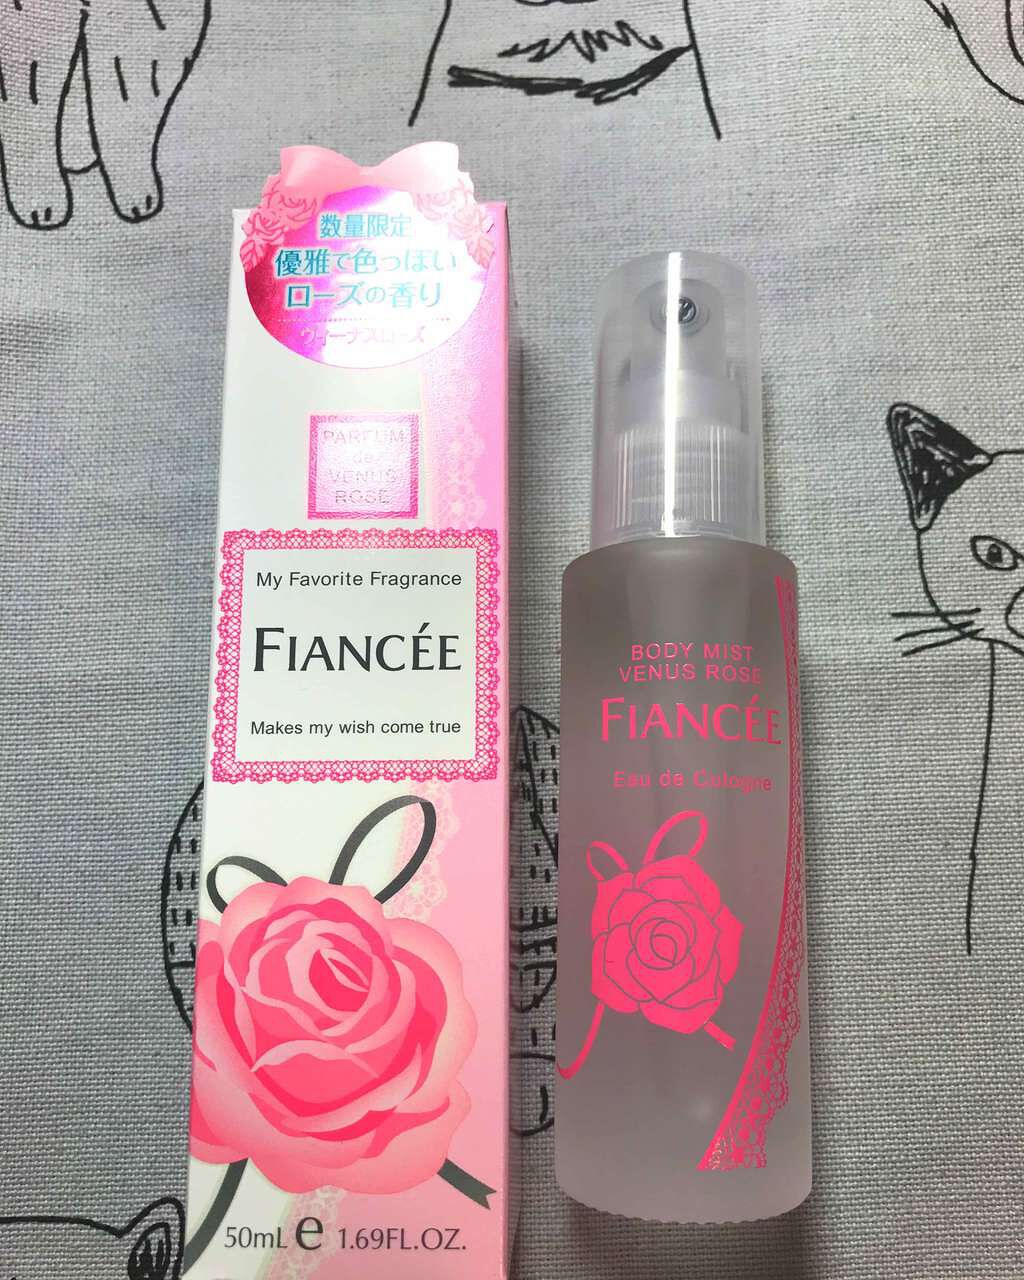 数量限定
優雅で色っぽい
ローズの香り
ヴィーナスローズ
PARFUM
de
VENUS
ROSE
My Favorite Fragrance
FIANCÉE
Makes my wish come true
50mL e 1.69FL.OZ.
BODY MIST
VENUS ROSE
FIANCÉE
Eau de Cologne